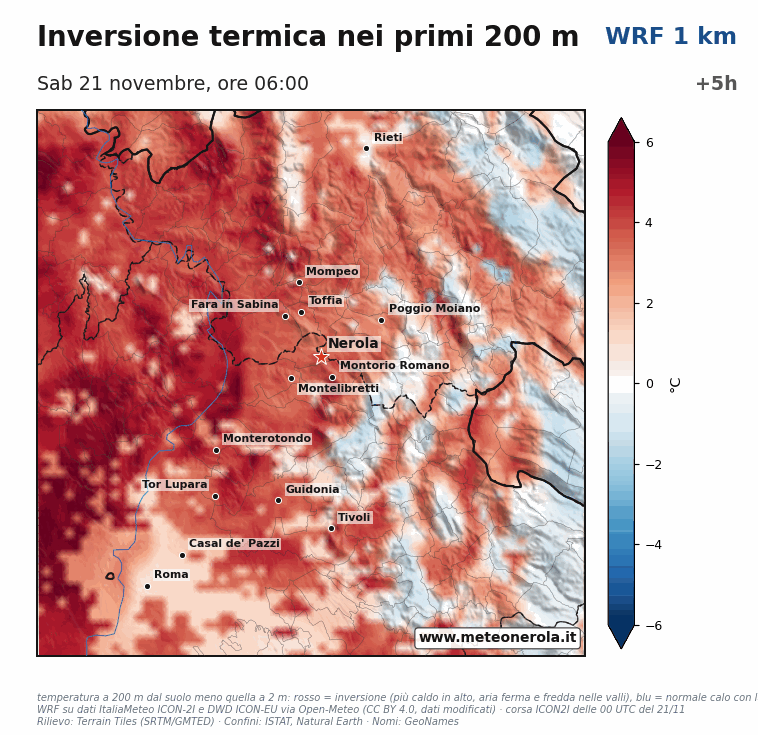 Inversione termica nei primi 200 m WRF 1 km
Sab 21 novembre, ore 06:00 +5h
Rieti
Mompeo
Fara in Sabina
Toffia
Poggio Moiano
Nerola
Montorio Romano
Montelibretti
Monterotondo
Tor Lupara
Guidonia
Tivoli
Casal de' Pazzi
Roma
www.meteonerola.it
6
4
2
0
−2
−4
−6
°C
temperatura a 200 m dal suolo meno quella a 2 m: rosso = inversione (più caldo in alto, aria ferma e fredda nelle valli), blu = normale calo con l
WRF su dati ItaliaMeteo ICON-2I e DWD ICON-EU via Open-Meteo (CC BY 4.0, dati modificati) · corsa ICON2I delle 00 UTC del 21/11
Rilievo: Terrain Tiles (SRTM/GMTED) · Confini: ISTAT, Natural Earth · Nomi: GeoNames